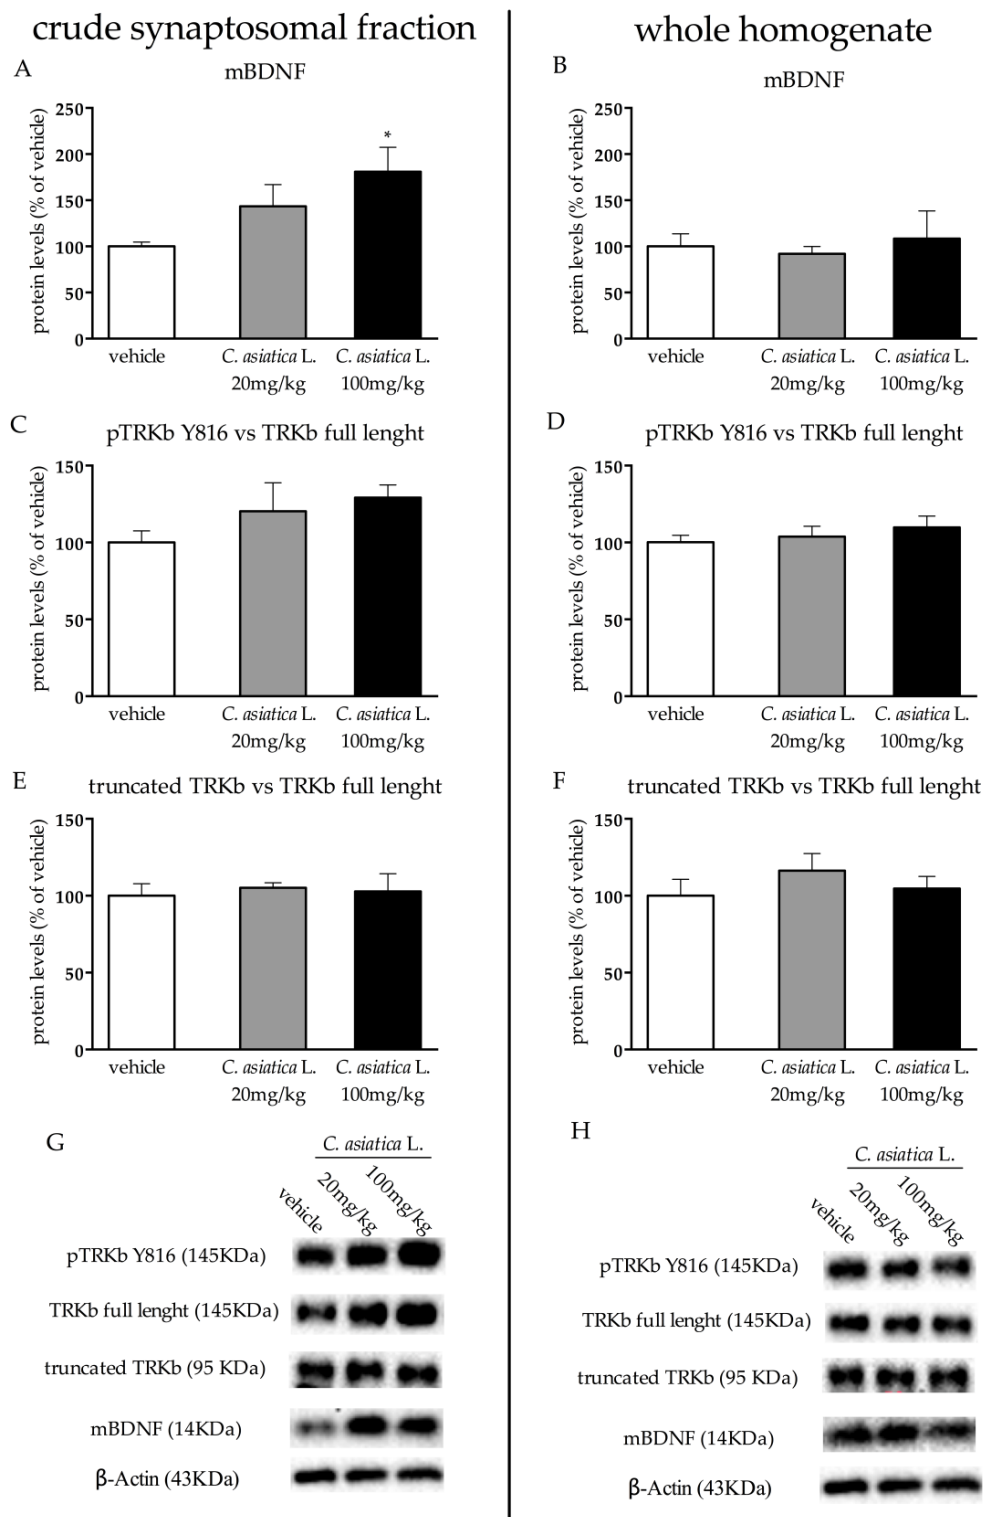 crude synaptosomal fraction
whole homogenate
A
mBDNF
protein levels (% of vehicle)
250
200
150
100
50
0
*
vehicle
C. asiatica L.
20mg/kg
C. asiatica L.
100mg/kg
B
mBDNF
protein levels (% of vehicle)
250
200
150
100
50
0
vehicle
C. asiatica L.
20mg/kg
C. asiatica L.
100mg/kg
C
pTRKb Y816 vs TRKb full lenght
protein levels (% of vehicle)
150
100
50
0
vehicle
C. asiatica L.
20mg/kg
C. asiatica L.
100mg/kg
D
pTRKb Y816 vs TRKb full lenght
protein levels (% of vehicle)
150
100
50
0
vehicle
C. asiatica L.
20mg/kg
C. asiatica L.
100mg/kg
E
truncated TRKb vs TRKb full lenght
protein levels (% of vehicle)
150
100
50
0
vehicle
C. asiatica L.
20mg/kg
C. asiatica L.
100mg/kg
F
truncated TRKb vs TRKb full lenght
protein levels (% of vehicle)
150
100
50
0
vehicle
C. asiatica L.
20mg/kg
C. asiatica L.
100mg/kg
G
C. asiatica L.
vehicle
20mg/kg
100mg/kg
pTRKb Y816 (145KDa)
TRKb full lenght (145KDa)
truncated TRKb (95 KDa)
mBDNF (14KDa)
β-Actin (43KDa)
H
C. asiatica L.
vehicle
20mg/kg
100mg/kg
pTRKb Y816 (145KDa)
TRKb full lenght (145KDa)
truncated TRKb (95 KDa)
mBDNF (14KDa)
β-Actin (43KDa)